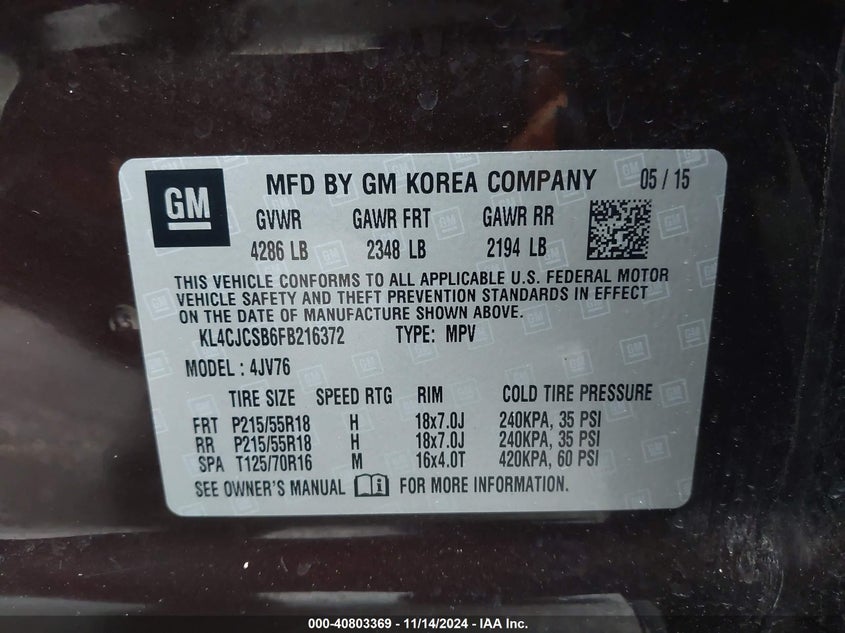 GM MFD BY GM KOREA COMPANY 05 / 15
GVWR GAWR FRT GAWR RR
4286 LB 2348 LB 2194 LB
THIS VEHICLE CONFORMS TO ALL APPLICABLE U.S. FEDERAL MOTOR
VEHICLE SAFETY AND THEFT PREVENTION STANDARDS IN EFFECT
ON THE DATE OF MANUFACTURE SHOWN ABOVE.
KL4CJCSB6FB216372 TYPE: MPV
MODEL : 4JV76
TIRE SIZE SPEED RTG RIM COLD TIRE PRESSURE
FRT P215/55R18 H 18x7.0J 240KPA, 35 PSI
RR P215/55R18 H 18x7.0J 240KPA, 35 PSI
SPA T125/70R16 M 16x4.0T 420KPA, 60 PSI
SEE OWNER'S MANUAL FOR MORE INFORMATION.
000-40803369 - 11/14/2024 - IAA Inc.